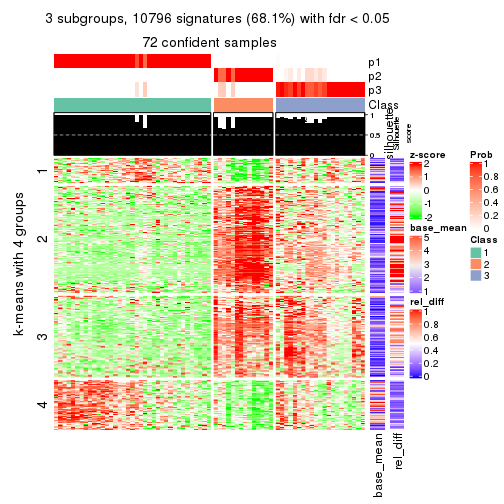 3 subgroups, 10796 signatures (68.1%) with fdr < 0.05
72 confident samples
p1
p2
p3
Class
1
0.5
0
silhouette
Silhouette
score
k-means with 4 groups
1
2
3
4
base_mean
rel_diff
z-score
2
1
0
-1
-2
base_mean
5
4
3
2
1
rel_diff
1
0.8
0.6
0.4
0.2
0
Prob
1
0.8
0.6
0.4
0.2
0
Class
1
2
3